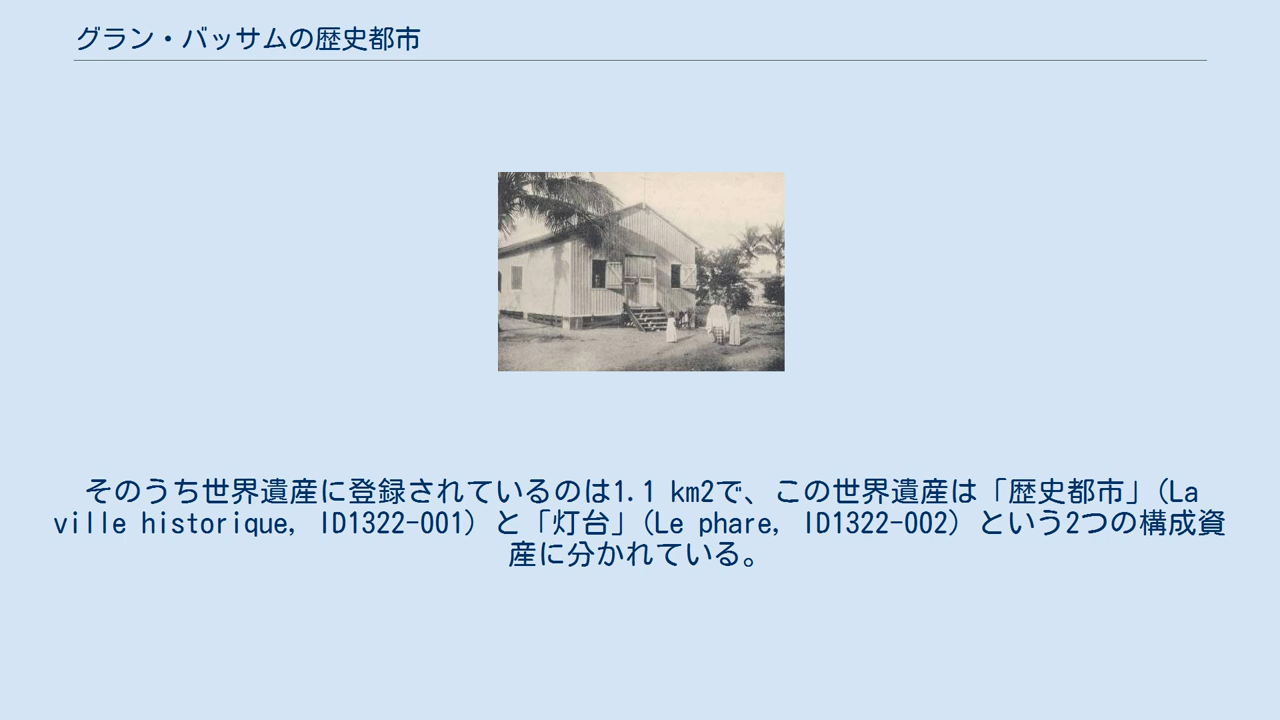 グラン・バッサムの歴史都市
そのうち世界遺産に登録されているのは1.1 km2で、この世界遺産は「歴史都市」(La
ville historique, ID1322-001) と「灯台」(Le phare, ID1322-002) という2つの構成資
産に分かれている。